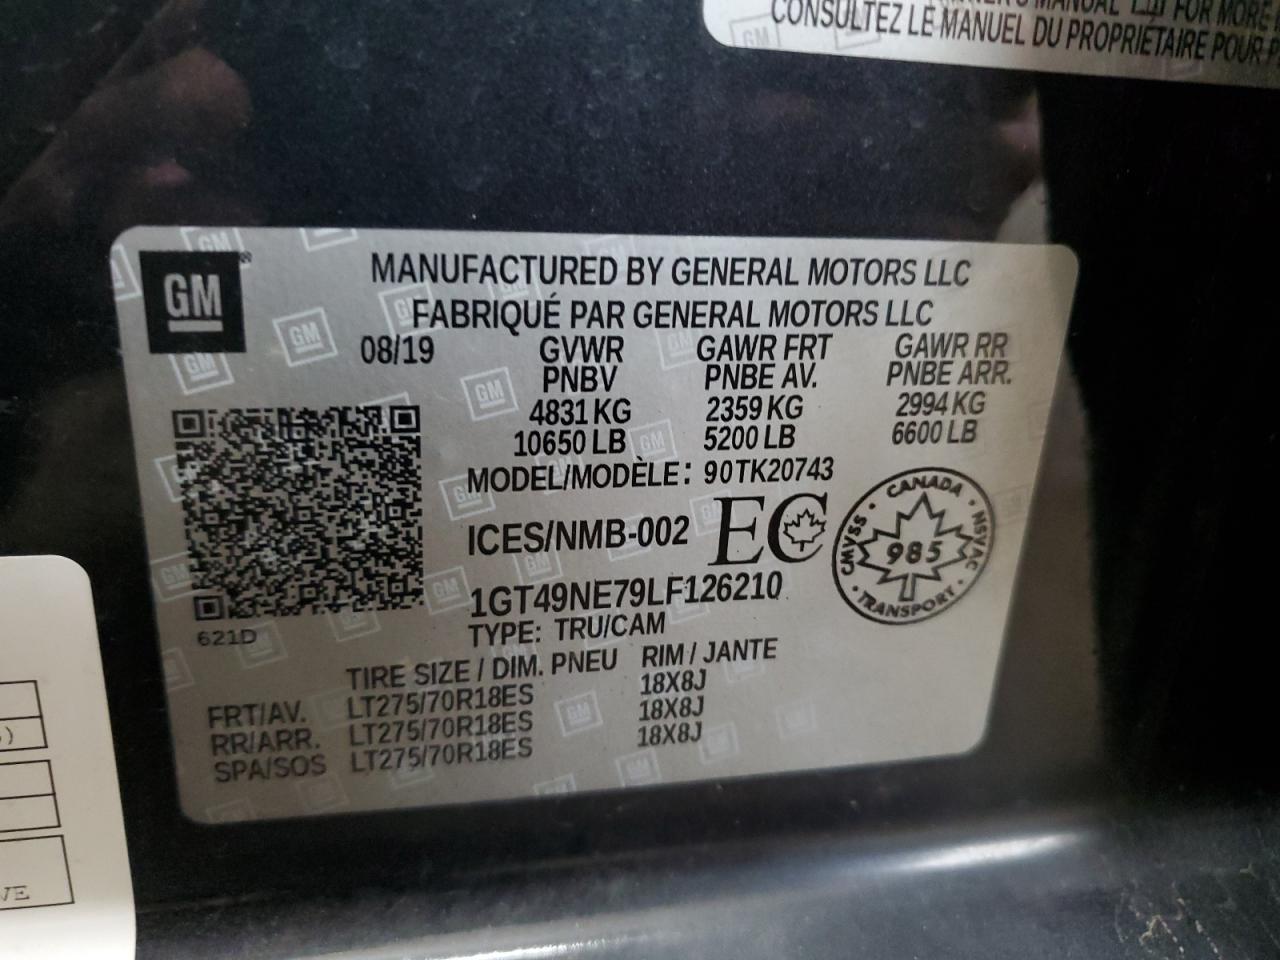 MANUAL FOR MORE
CONSULTEZ LE MANUEL DU PROPRIÉTAIRE POUR
GM®
MANUFACTURED BY GENERAL MOTORS LLC
FABRIQUÉ PAR GENERAL MOTORS LLC
08/19 GVWR GAWR FRT GAWR RR
PNBV PNBE AV. PNBE ARR.
4831 KG 2359 KG 2994 KG
10650 LB 5200 LB 6600 LB
MODEL/MODÈLE: 90TK20743
ICES/NMB-002 EC
CANADA
CMVSS 985 NSVAC
TRANSPORT
1GT49NE79LF126210
621D
TYPE: TRU/CAM
TIRE SIZE / DIM. PNEU RIM / JANTE
FRT/AV. LT275/70R18ES 18X8J
RR/ARR. LT275/70R18ES 18X8J
SPA/SOS LT275/70R18ES 18X8J